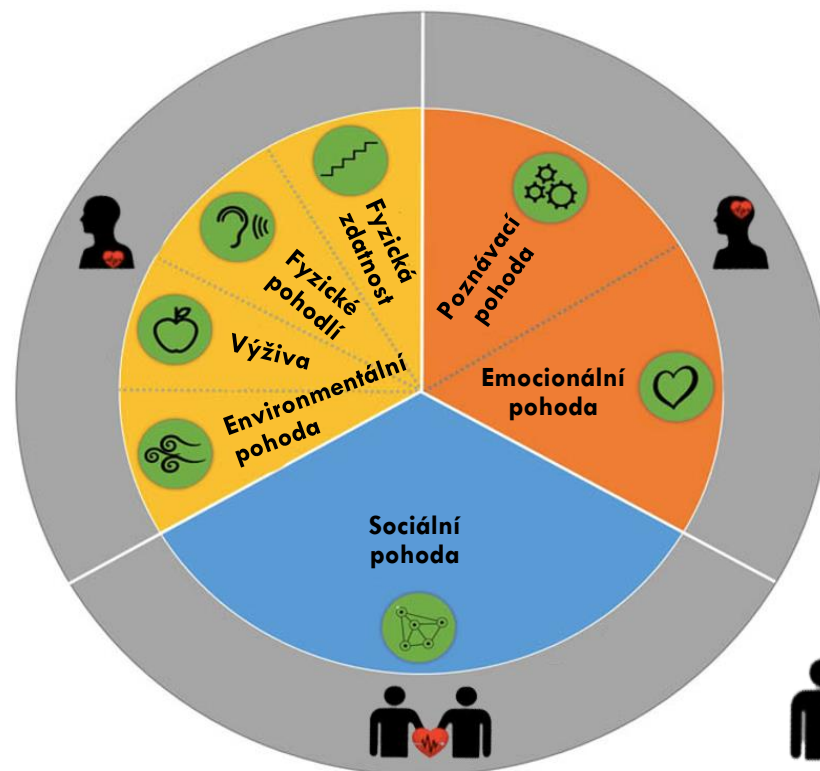 Fyzická
zdatnost
Fyzické
pohodlí
Výživa
Environmentální
pohoda
Poznávací
pohoda
Emocionální
pohoda
Sociální
pohoda